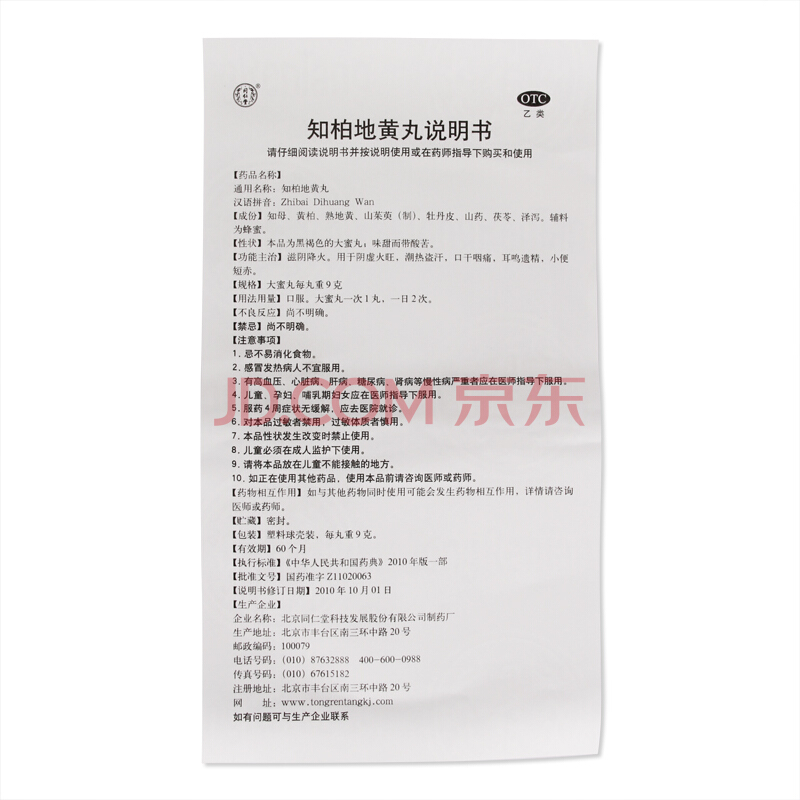 同仁堂
®
OTC
乙类
知柏地黄丸说明书
请仔细阅读说明书并按说明使用或在药师指导下购买和使用
【药品名称】
通用名称：知柏地黄丸
汉语拼音：Zhibai Dihuang Wan
【成份】知母、黄柏、熟地黄、山茱萸（制）、牡丹皮、山药、茯苓、泽泻。辅料
为蜂蜜。
【性状】本品为黑褐色的大蜜丸；味甜而带酸苦。
【功能主治】滋阴降火。用于阴虚火旺，潮热盗汗，口干咽痛，耳鸣遗精，小便
短赤。
【规格】大蜜丸每丸重9克
【用法用量】口服。大蜜丸一次1丸，一日2次。
【不良反应】尚不明确。
【禁忌】尚不明确。
【注意事项】
1．忌不易消化食物。
2．感冒发热病人不宜服用。
3．有高血压、心脏病、肝病、糖尿病、肾病等慢性病严重者应在医师指导下服用。
4．儿童、孕妇、哺乳期妇女应在医师指导下服用。
5．服药4周症状无缓解，应去医院就诊。
6．对本品过敏者禁用，过敏体质者慎用。
7．本品性状发生改变时禁止使用。
8．儿童必须在成人监护下使用。
9．请将本品放在儿童不能接触的地方。
10．如正在使用其他药品，使用本品前请咨询医师或药师。
【药物相互作用】如与其他药物同时使用可能会发生药物相互作用，详情请咨询
医师或药师。
【贮藏】密封。
【包装】塑料球壳装，每丸重9克。
【有效期】60个月
【执行标准】《中华人民共和国药典》2010年版一部
【批准文号】国药准字Z11020063
【说明书修订日期】2010年10月01日
【生产企业】
企业名称：北京同仁堂科技发展股份有限公司制药厂
生产地址：北京市丰台区南三环中路20号
邮政编码：100079
电话号码：（010）87632888 400-600-0988
传真号码：（010）67615182
注册地址：北京市丰台区南三环中路20号
网 址：www.tongrentangkj.com
如有问题可与生产企业联系
JD.COM 京东